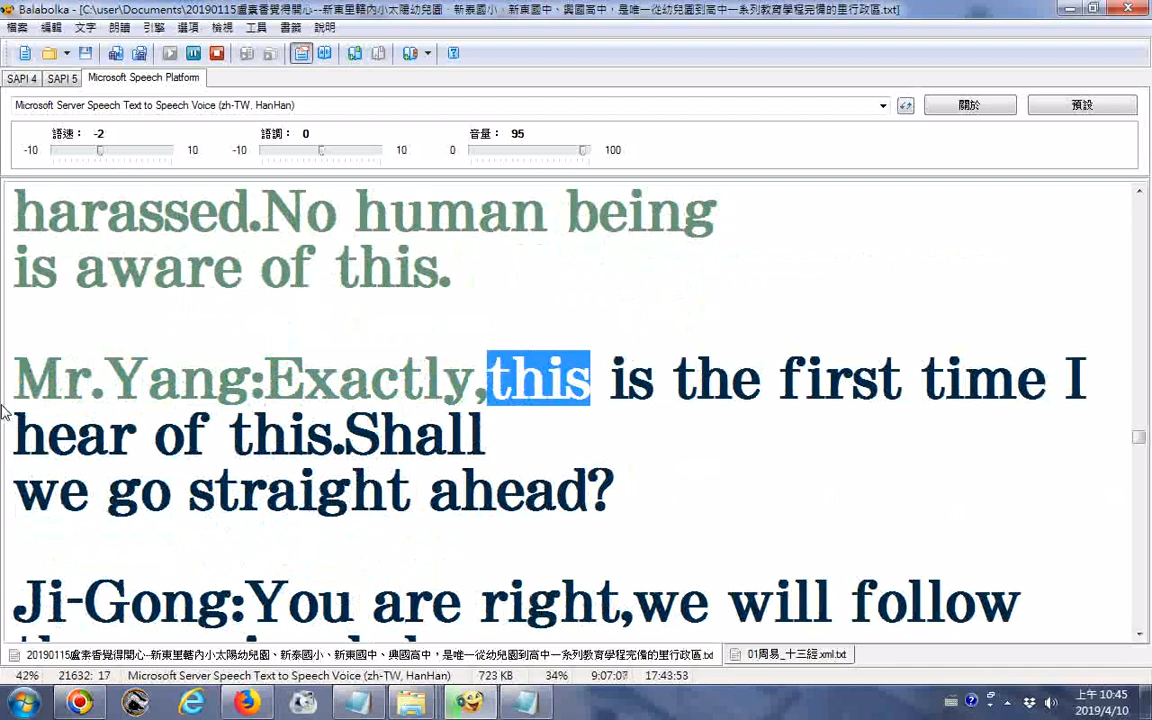 Balabolka - [C:\user\Documents\20190115盧素香覺得開心--新東里轄內小太陽幼兒園、新泰國小、新東國中、興國高中，是唯一從幼兒園到高中一系列教育學程完備的里行政區.txt]
檔案 編輯 文字 朗讀 引擎 選項 檢視 工具 書籤 說明
SAPI 4 SAPI 5 Microsoft Speech Platform
Microsoft Server Speech Text to Speech Voice (zh-TW, HanHan) 關於 預設
語速： -2 語調： 0 音量： 95
-10 10 -10 10 0 100
harassed.No human being
is aware of this.
Mr.Yang:Exactly,this is the first time I
hear of this.Shall
we go straight ahead?
Ji-Gong:You are right,we will follow
20190115盧素香覺得開心--新東里轄內小太陽幼兒園、新泰國小、新東國中、興國高中，是唯一從幼兒園到高中一系列教育學程完備的里行政區.txt 01周易_十三經.xml.txt
42% 21632: 17 Microsoft Server Speech Text to Speech Voice (zh-TW, HanHan) 723 KB 34% 9:07:07 17:43:53
上午 10:45
2019/4/10